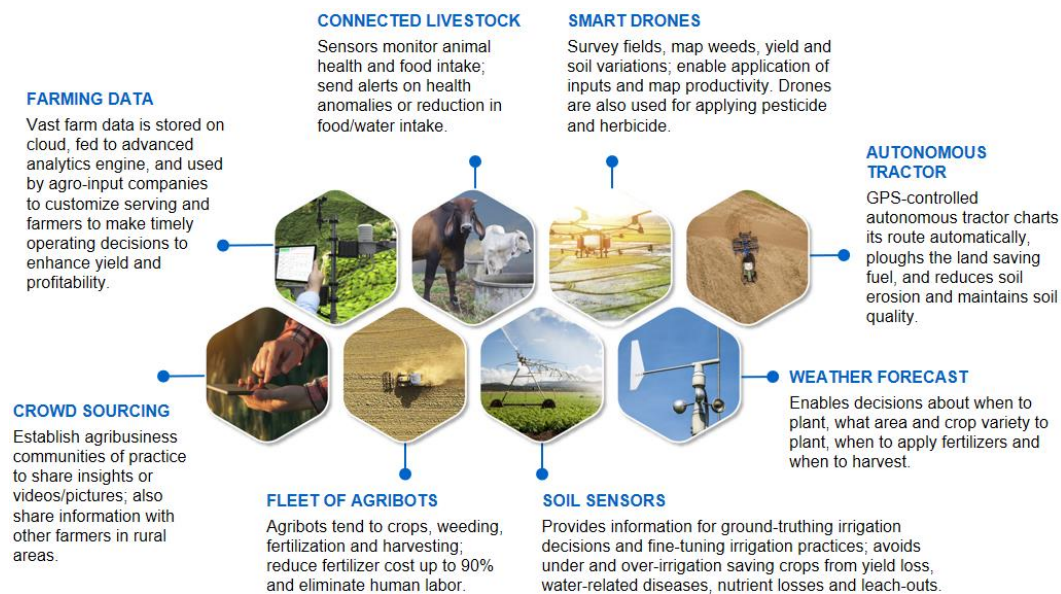 CONNECTED LIVESTOCK
Sensors monitor animal
health and food intake;
send alerts on health
anomalies or reduction in
food/water intake.
SMART DRONES
Survey fields, map weeds, yield and
soil variations; enable application of
inputs and map productivity. Drones
are also used for applying pesticide
and herbicide.
FARMING DATA
Vast farm data is stored on
cloud, fed to advanced
analytics engine, and used
by agro-input companies
to customize serving and
farmers to make timely
operating decisions to
enhance yield and
profitability.
AUTONOMOUS
TRACTOR
GPS-controlled
autonomous tractor charts
its route automatically,
ploughs the land saving
fuel, and reduces soil
erosion and maintains soil
quality.
CROWD SOURCING
Establish agribusiness
communities of practice
to share insights or
videos/pictures; also
share information with
other farmers in rural
areas.
WEATHER FORECAST
Enables decisions about when to
plant, what area and crop variety to
plant, when to apply fertilizers and
when to harvest.
FLEET OF AGRIBOTS
Agribots tend to crops, weeding,
fertilization and harvesting;
reduce fertilizer cost up to 90%
and eliminate human labor.
SOIL SENSORS
Provides information for ground-truthing irrigation
decisions and fine-tuning irrigation practices; avoids
under and over-irrigation saving crops from yield loss,
water-related diseases, nutrient losses and leach-outs.